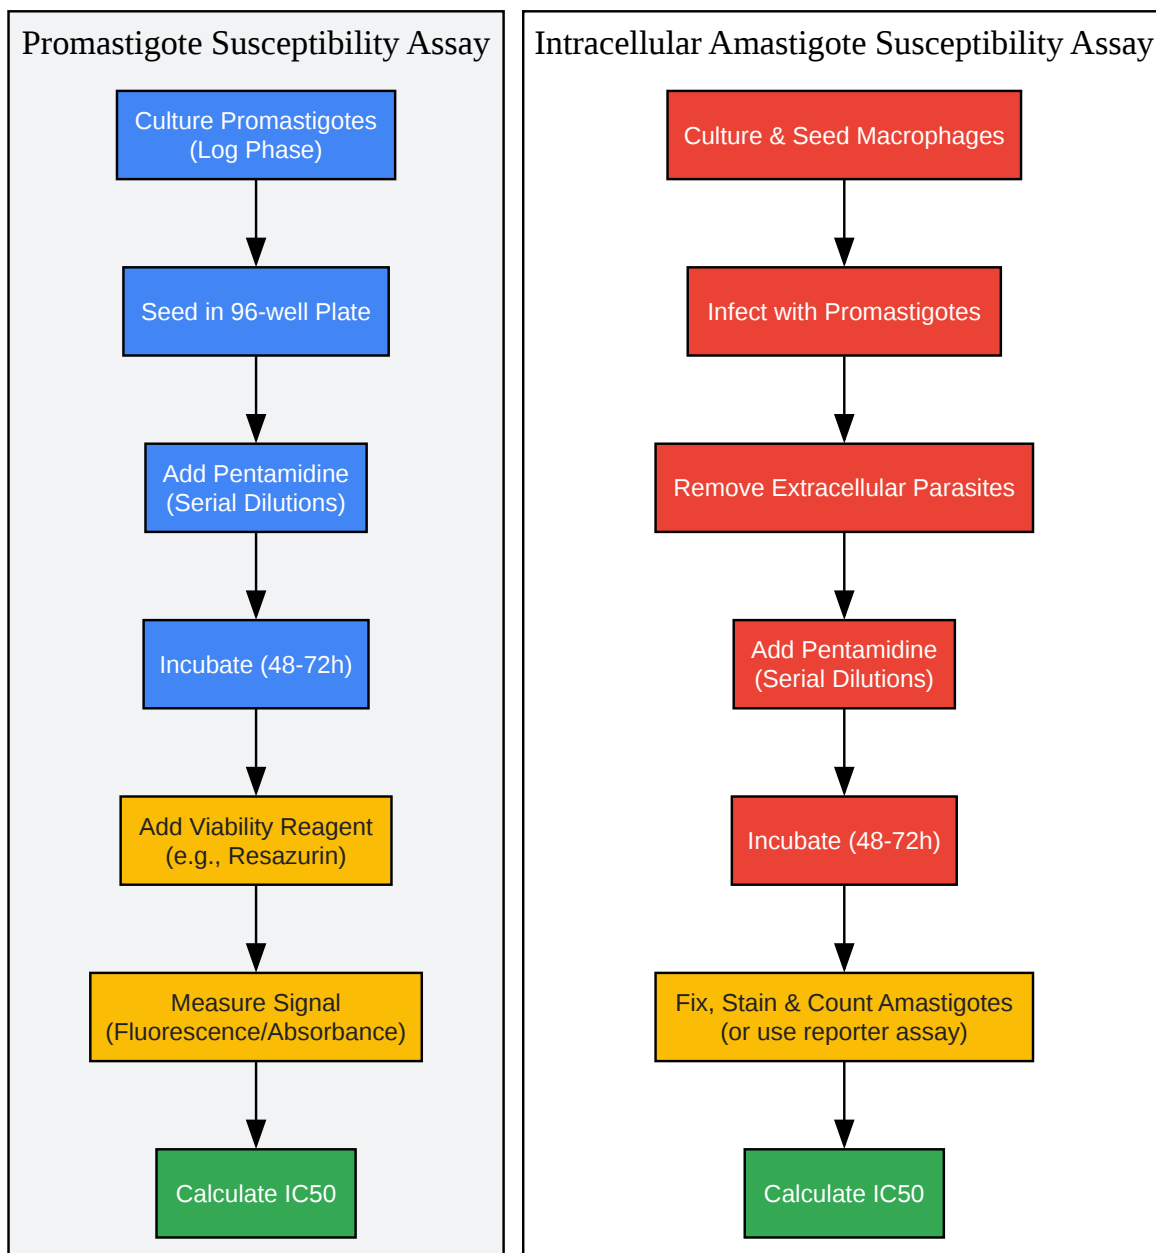 Promastigote Susceptibility Assay
Culture Promastigotes
(Log Phase)
Seed in 96-well Plate
Add Pentamidine
(Serial Dilutions)
Incubate (48-72h)
Add Viability Reagent
(e.g., Resazurin)
Measure Signal
(Fluorescence/Absorbance)
Calculate IC50
Intracellular Amastigote Susceptibility Assay
Culture & Seed Macrophages
Infect with Promastigotes
Remove Extracellular Parasites
Add Pentamidine
(Serial Dilutions)
Incubate (48-72h)
Fix, Stain & Count Amastigotes
(or use reporter assay)
Calculate IC50